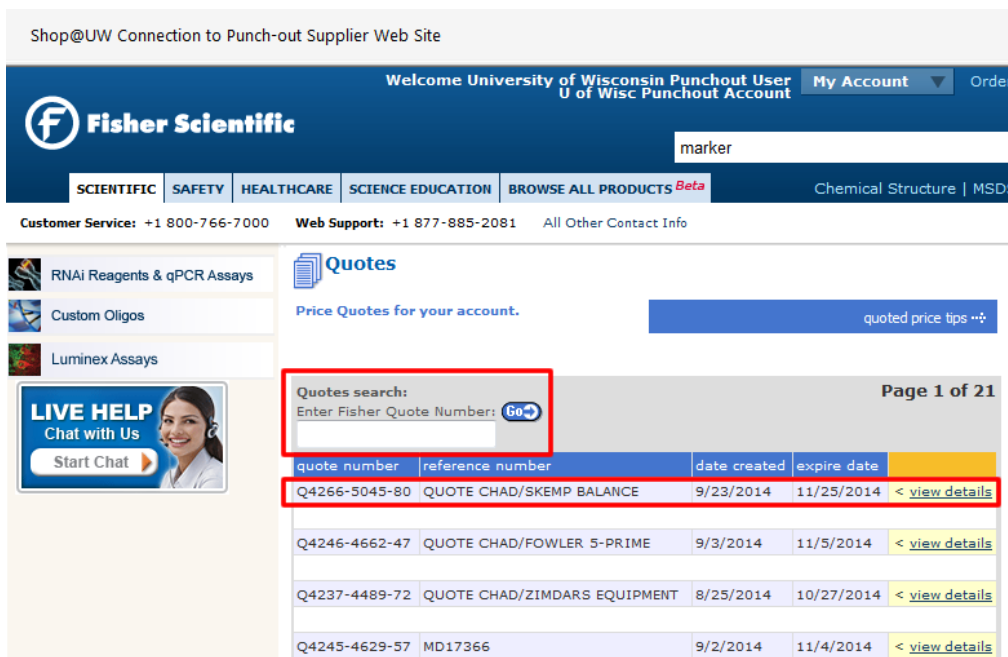 Shop@UW Connection to Punch-out Supplier Web Site
Welcome University of Wisconsin Punchout User
U of Wisc Punchout Account
My Account
Fisher Scientific
marker
SCIENTIFIC SAFETY HEALTHCARE SCIENCE EDUCATION BROWSE ALL PRODUCTS Beta
Chemical Structure |
Customer Service: +1 800-766-7000 Web Support: +1 877-885-2081 All Other Contact Info
RNAi Reagents & qPCR Assays
Custom Oligos
Luminex Assays
LIVE HELP
Chat with Us
Start Chat
Quotes
Price Quotes for your account.
quoted price tips
Quotes search:
Enter Fisher Quote Number: Go
Page 1 of 21
quote number reference number date created expire date
Q4266-5045-80 QUOTE CHAD/SKEMP BALANCE 9/23/2014 11/25/2014 < view details
Q4246-4662-47 QUOTE CHAD/FOWLER 5-PRIME 9/3/2014 11/5/2014 < view details
Q4237-4489-72 QUOTE CHAD/ZIMDARS EQUIPMENT 8/25/2014 10/27/2014 < view details
Q4245-4629-57 MD17366 9/2/2014 11/4/2014 < view details